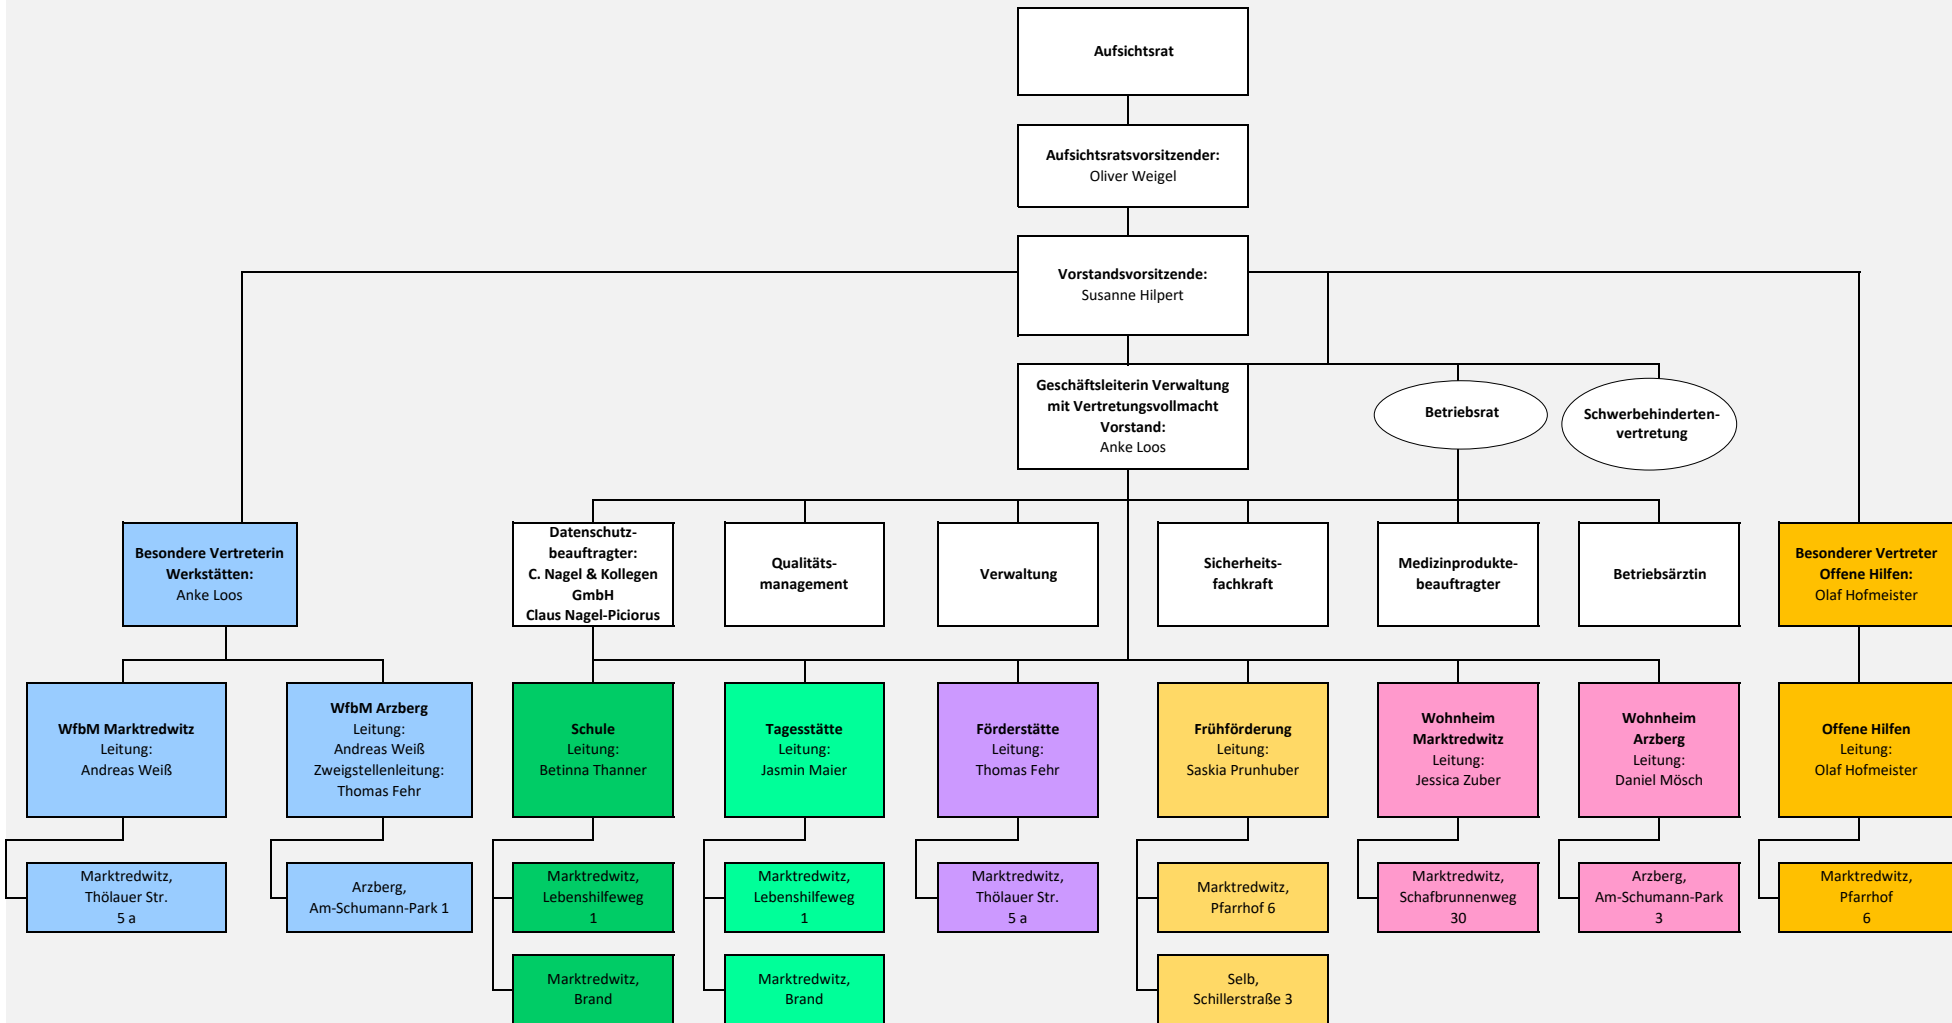 Aufsichtsrat
Aufsichtsratsvorsitzender:
Oliver Weigel
Vorstandsvorsitzende:
Susanne Hilpert
Geschäftsleiterin Verwaltung
mit Vertretungsvollmacht
Vorstand:
Anke Loos
Betriebsrat
Schwerbehinderten-
vertretung
Besondere Vertreterin
Werkstätten:
Anke Loos
Datenschutz-
beauftragter:
C. Nagel & Kollegen
GmbH
Claus Nagel-Piciorus
Qualitäts-
management
Verwaltung
Sicherheits-
fachkraft
Medizinprodukte-
beauftragter
Betriebsärztin
Besonderer Vertreter
Offene Hilfen:
Olaf Hofmeister
WfbM Marktredwitz
Leitung:
Andreas Weiß
WfbM Arzberg
Leitung:
Andreas Weiß
Zweigstellenleitung:
Thomas Fehr
Schule
Leitung:
Betinna Thanner
Tagesstätte
Leitung:
Jasmin Maier
Förderstätte
Leitung:
Thomas Fehr
Frühförderung
Leitung:
Saskia Prunhuber
Wohnheim
Marktredwitz
Leitung:
Jessica Zuber
Wohnheim
Arzberg
Leitung:
Daniel Mösch
Offene Hilfen
Leitung:
Olaf Hofmeister
Marktredwitz,
Thölauer Str.
5 a
Arzberg,
Am-Schumann-Park 1
Marktredwitz,
Lebenshilfeweg
1
Marktredwitz,
Lebenshilfeweg
1
Marktredwitz,
Thölauer Str.
5 a
Marktredwitz,
Pfarrhof 6
Marktredwitz,
Schafbrunnenweg
30
Arzberg,
Am-Schumann-Park
3
Marktredwitz,
Pfarrhof
6
Marktredwitz,
Brand
Marktredwitz,
Brand
Selb,
Schillerstraße 3